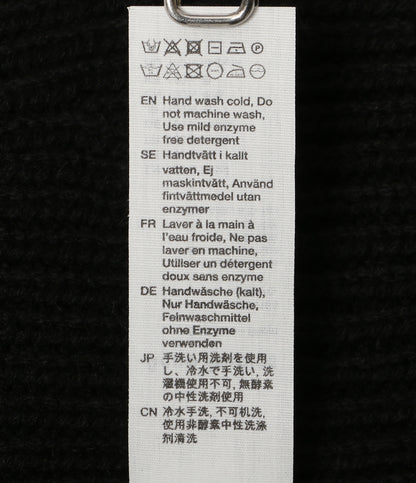 EN Hand wash cold, Do
not machine wash,
Use mild enzyme
free detergent
SE Handtvätt i kallt
vatten, Ej
maskintvätt, Använd
fintvättmedel utan
enzymer
FR Laver à la main à
l'eau froide, Ne pas
laver en machine,
Utiliser un détergent
doux sans enzyme
DE Handwäsche (kalt),
Nur Handwäsche,
Feinwaschmittel
ohne Enzyme
verwenden
JP 手洗い用洗剤を使用
し、冷水で手洗い, 洗
濯機使用不可, 無酵素
の中性洗剤使用
CN 冷水手洗, 不可机洗,
使用非酵素中性洗涤
剂清洗